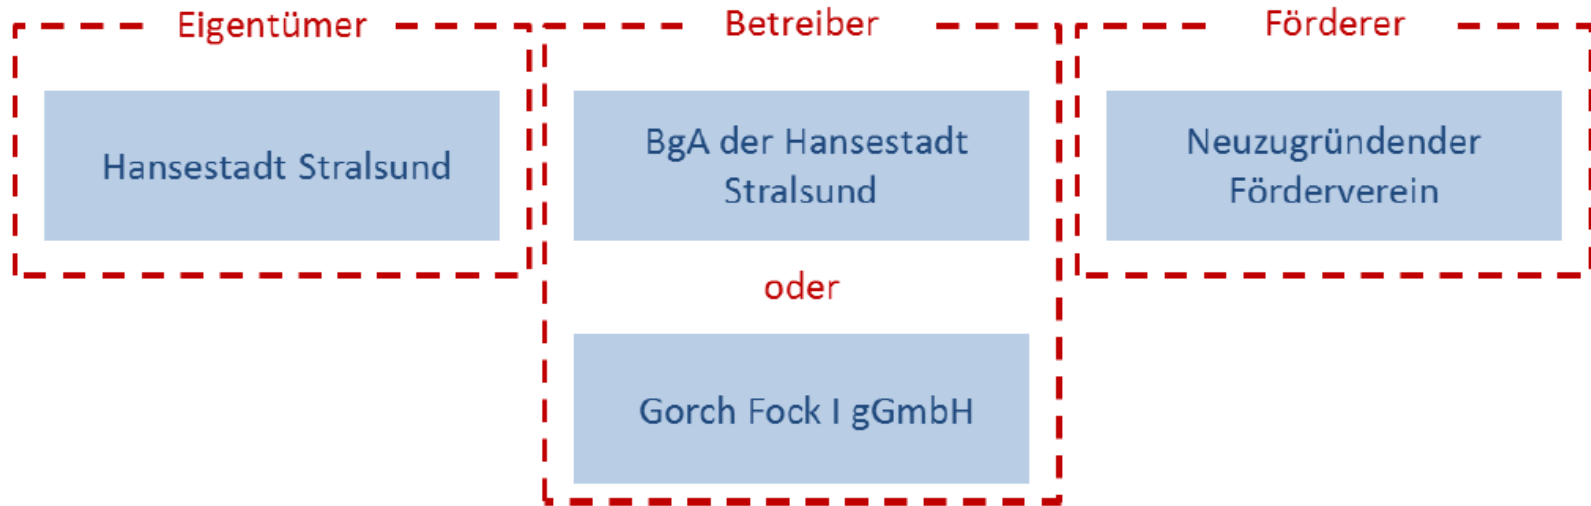 Eigentümer
Hansestadt Stralsund
Betreiber
BgA der Hansestadt
Stralsund
oder
Gorch Fock I gGmbH
Förderer
Neuzugründender
Förderverein